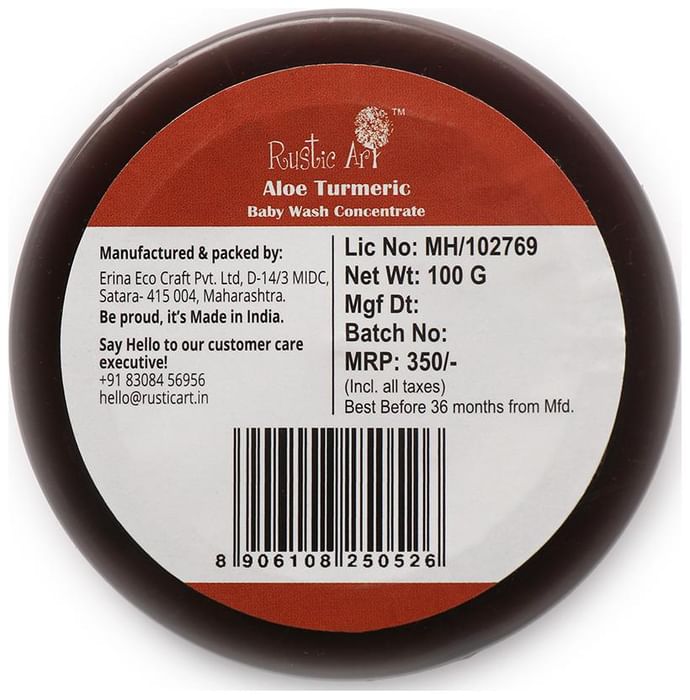 Rustic Art™
Aloe Turmeric
Baby Wash Concentrate
Manufactured & packed by:
Erina Eco Craft Pvt. Ltd, D-14/3 MIDC,
Satara- 415 004, Maharashtra.
Be proud, it's Made in India.
Say Hello to our customer care
executive!
+91 83084 56956
hello@rusticart.in
Lic No: MH/102769
Net Wt: 100 G
Mgf Dt:
Batch No:
MRP: 350/-
(Incl. all taxes)
Best Before 36 months from Mfd.
8 906108 250526